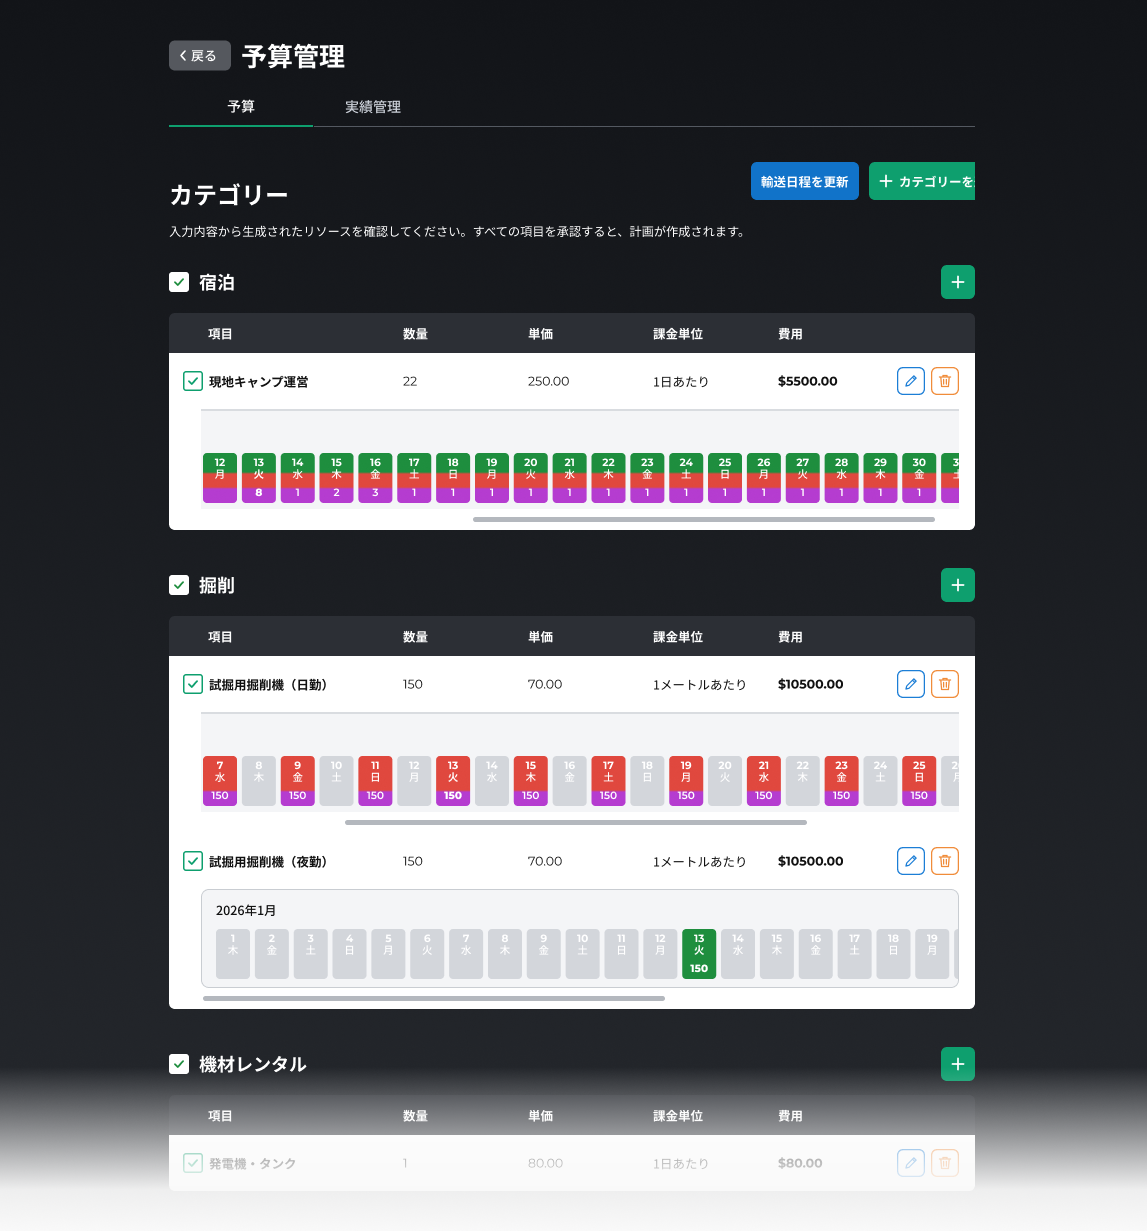 戻る 予算管理
予算 実績管理
カテゴリー
輸送日程を更新 + カテゴリーを
入力内容から生成されたリソースを確認してください。すべての項目を承認すると、計画が作成されます。
宿泊
項目 数量 単価 課金単位 費用
現地キャンプ運営 22 250.00 1日あたり $5500.00
12 13 14 15 16 17 18 19 20 21 22 23 24 25 26 27 28 29 30
月 火 水 木 金 土 日 月 火 水 木 金 土 日 月 火 水 木 金
8 1 2 3 1 1 1 1 1 1 1 1 1 1 1 1 1 1
掘削
項目 数量 単価 課金単位 費用
試掘用掘削機（日勤） 150 70.00 1メートルあたり $10500.00
7 8 9 10 11 12 13 14 15 16 17 18 19 20 21 22 23 24 25
水 木 金 土 日 月 火 水 木 金 土 日 月 火 水 木 金 土 日
150 150 150 150 150 150 150 150 150 150
試掘用掘削機（夜勤） 150 70.00 1メートルあたり $10500.00
2026年1月
1 2 3 4 5 6 7 8 9 10 11 12 13 14 15 16 17 18 19
木 金 土 日 月 火 水 木 金 土 日 月 火 水 木 金 土 日 月
150
機材レンタル
項目 数量 単価 課金単位 費用
発電機・タンク 1 80.00 1日あたり $80.00